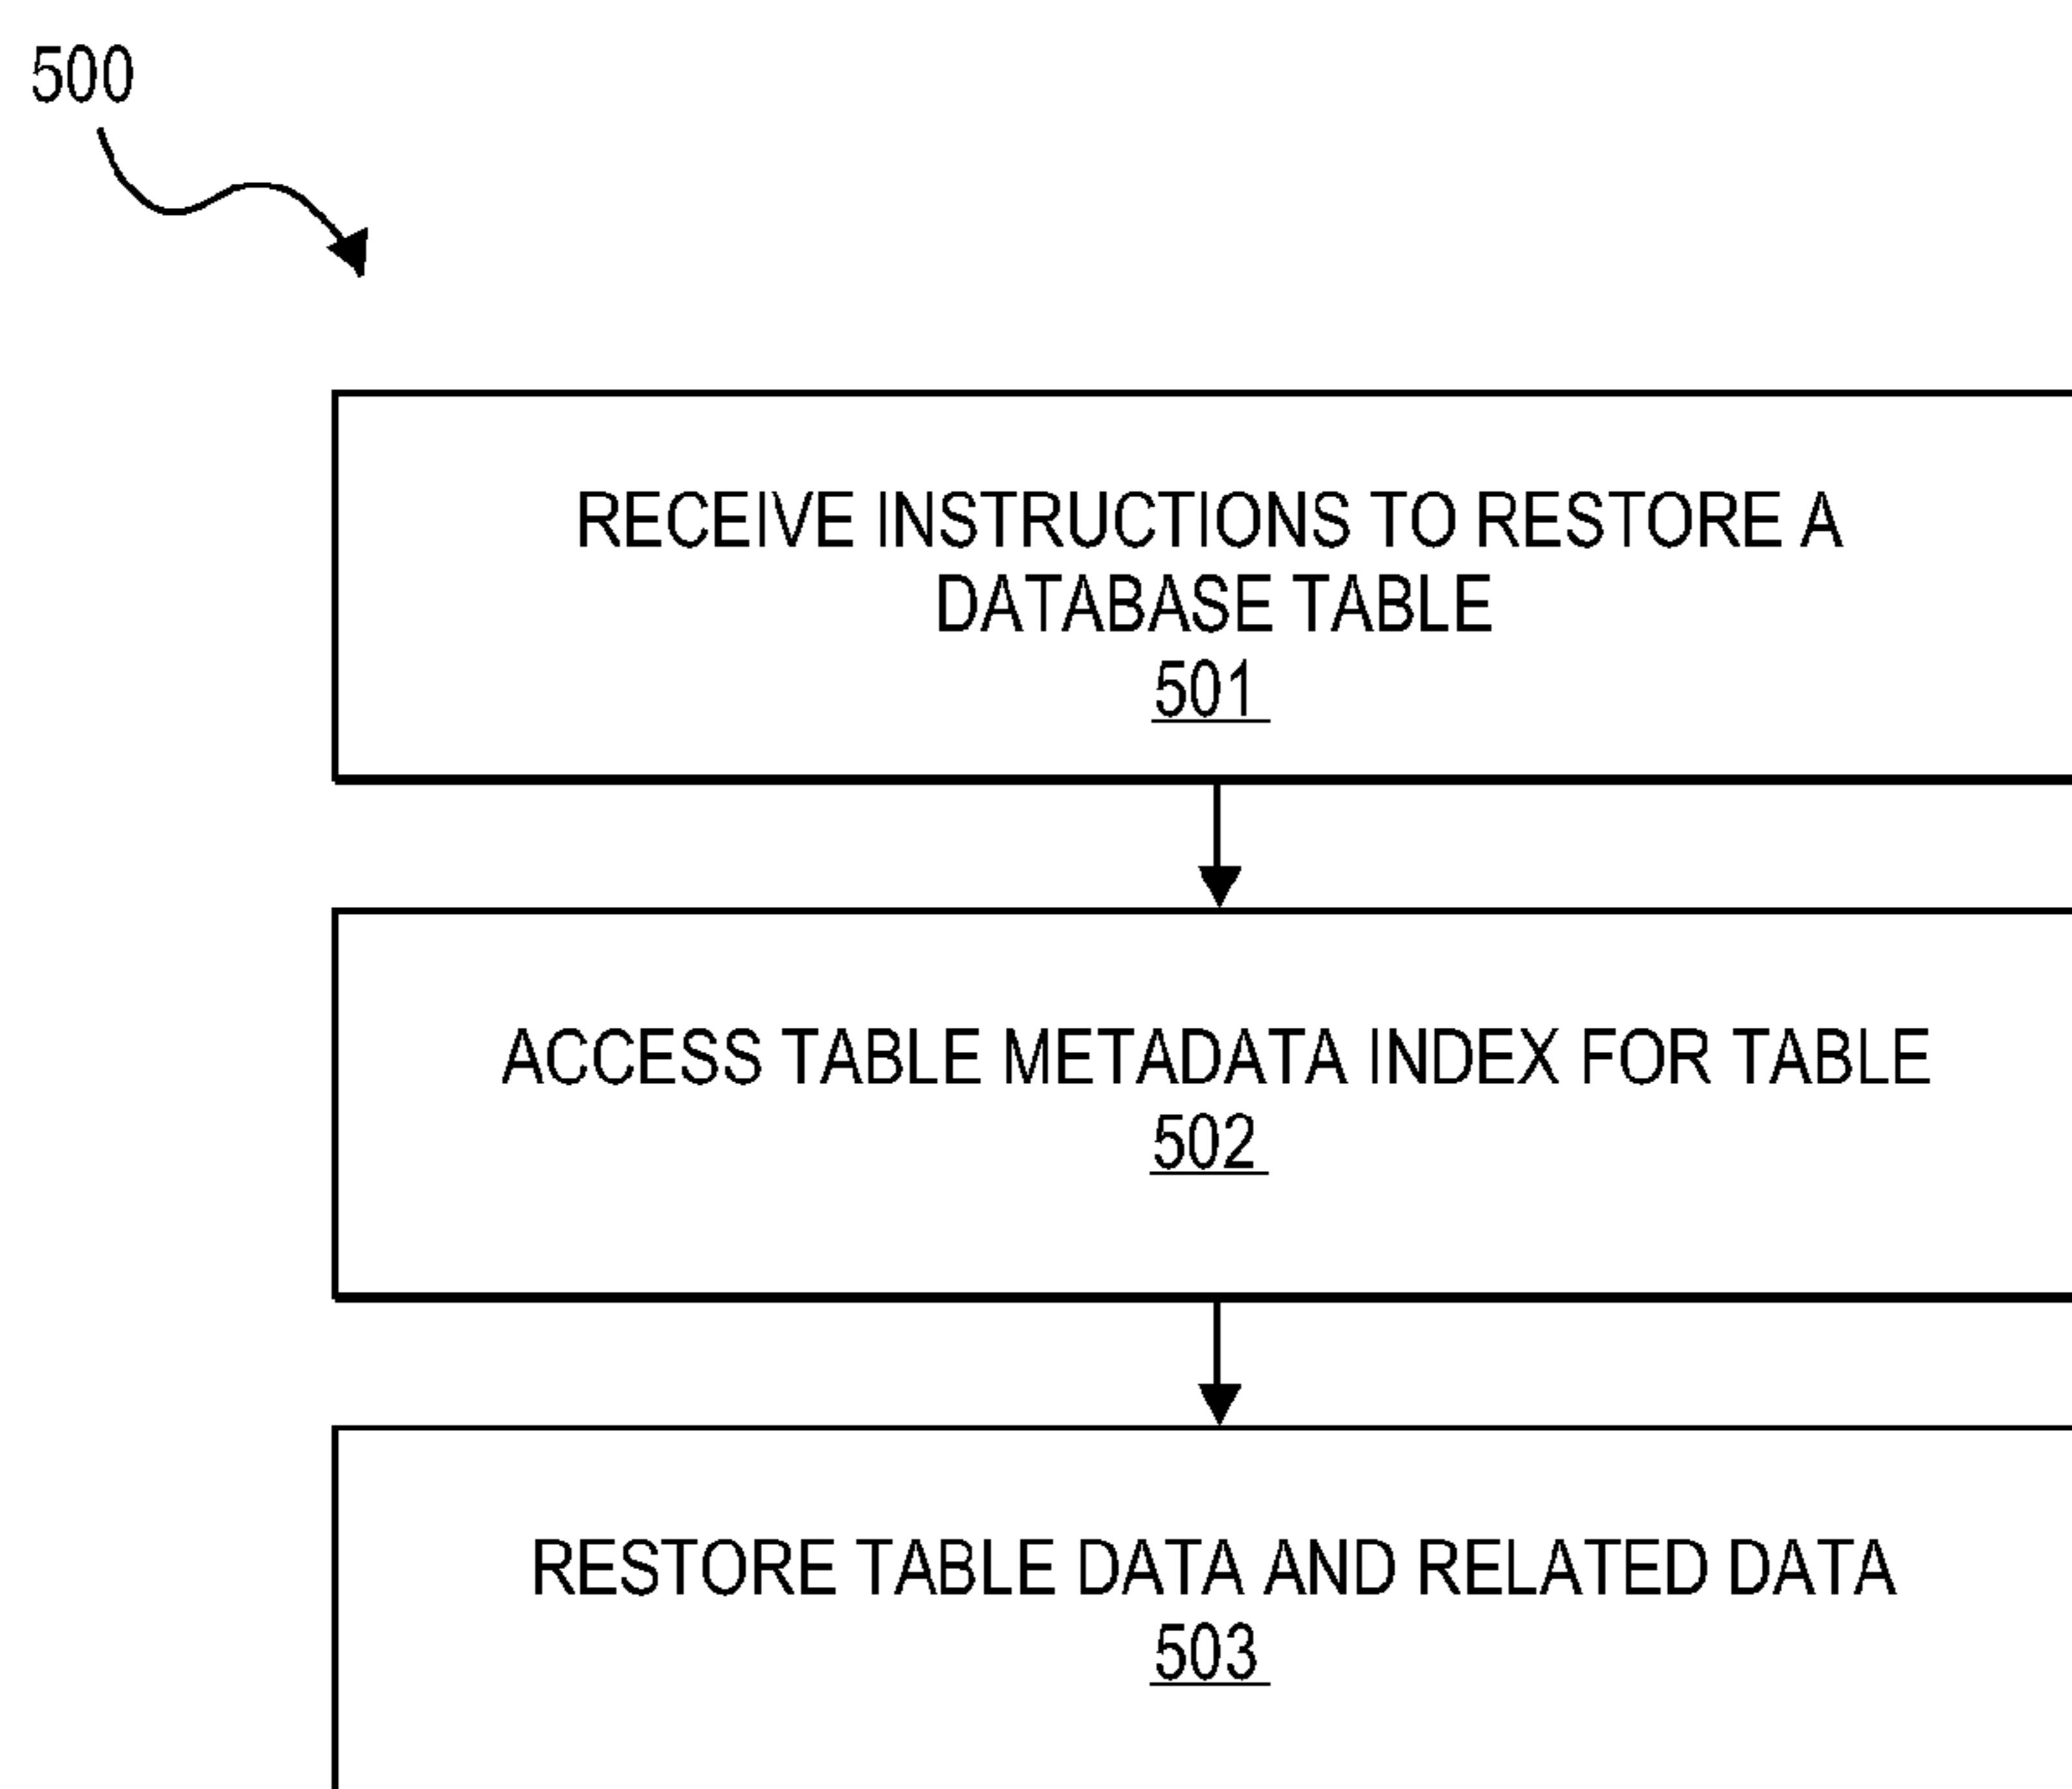 500
RECEIVE INSTRUCTIONS TO RESTORE A
DATABASE TABLE
501
ACCESS TABLE METADATA INDEX FOR TABLE
502
RESTORE TABLE DATA AND RELATED DATA
503